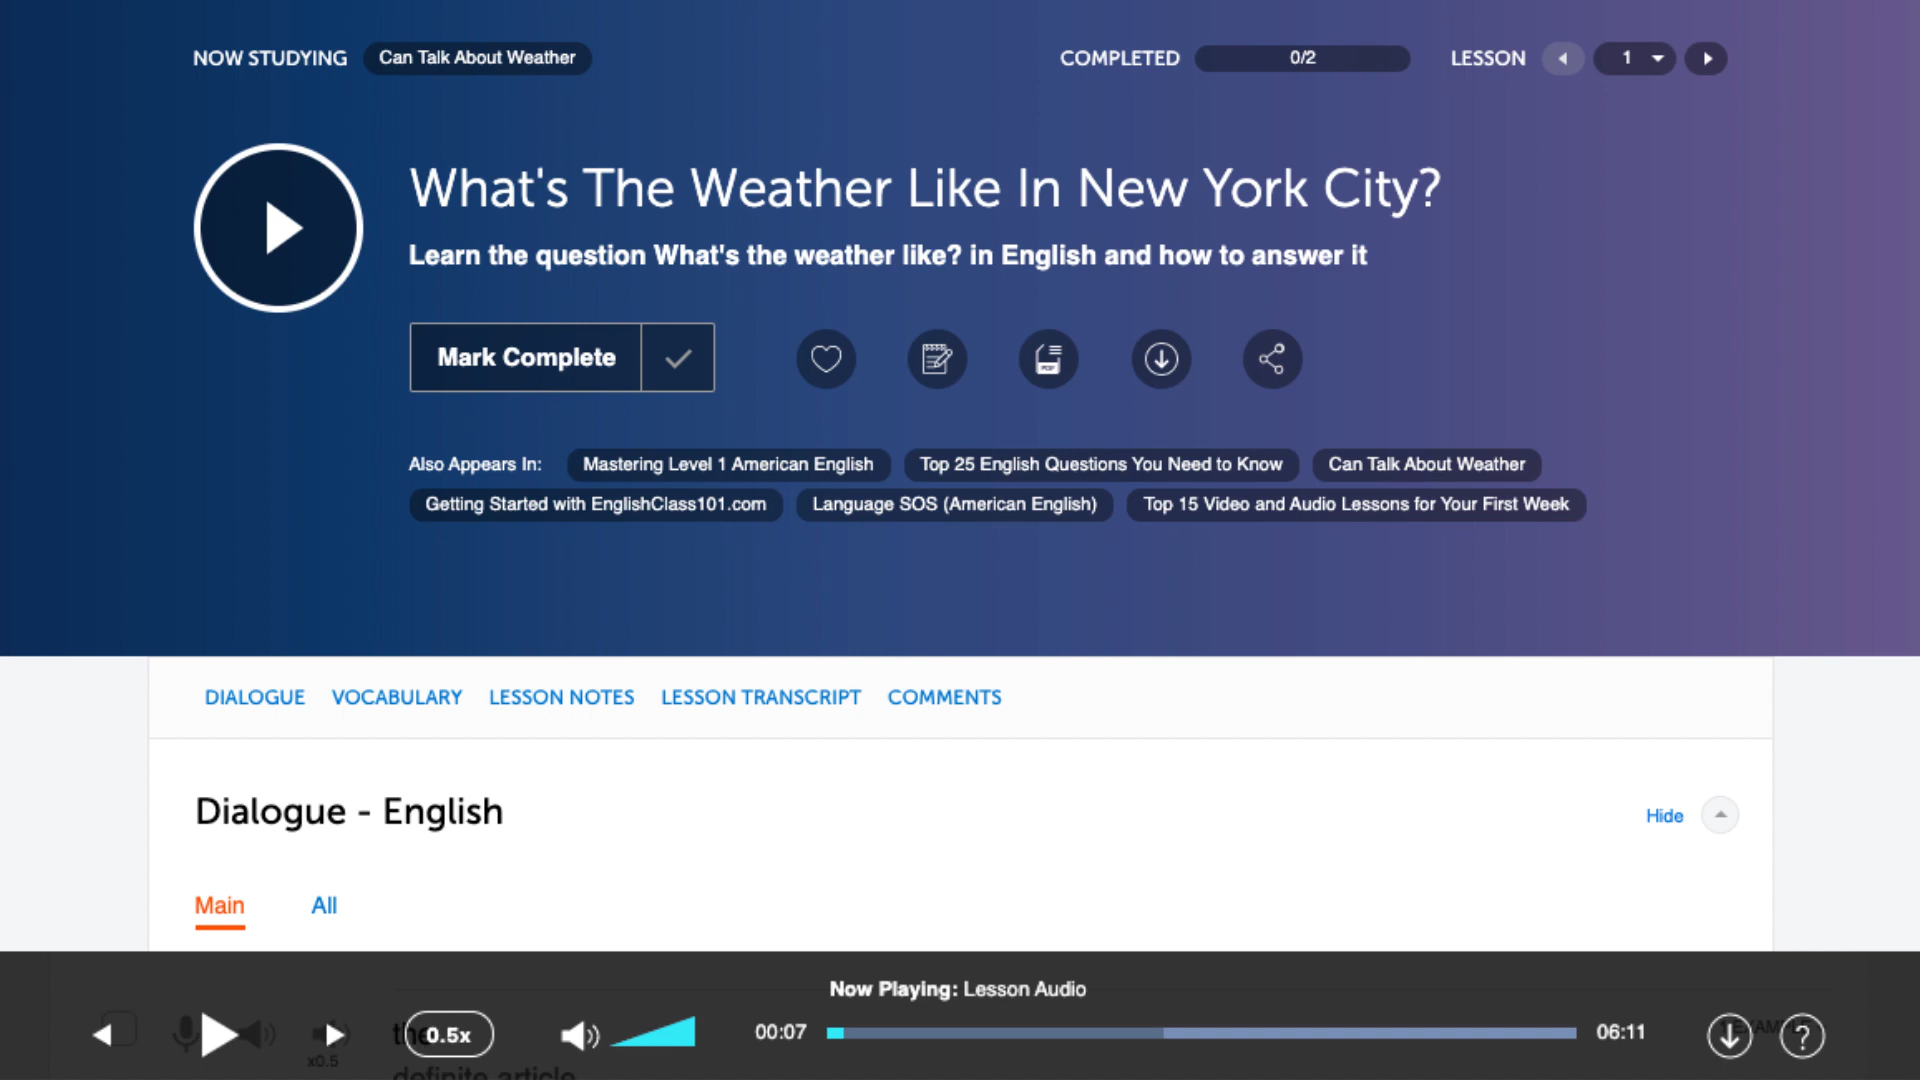 NOW STUDYING Can Talk About Weather COMPLETED 0/2 LESSON 1
What's The Weather Like In New York City?
Learn the question What's the weather like? in English and how to answer it
Mark Complete
PDF
Also Appears In: Mastering Level 1 American English Top 25 English Questions You Need to Know Can Talk About Weather
Getting Started with EnglishClass101.com Language SOS (American English) Top 15 Video and Audio Lessons for Your First Week
DIALOGUE VOCABULARY LESSON NOTES LESSON TRANSCRIPT COMMENTS
Dialogue - English
Hide
Main All
Now Playing: Lesson Audio
0.5x 00:07 06:11 ?
x0.5
definite article